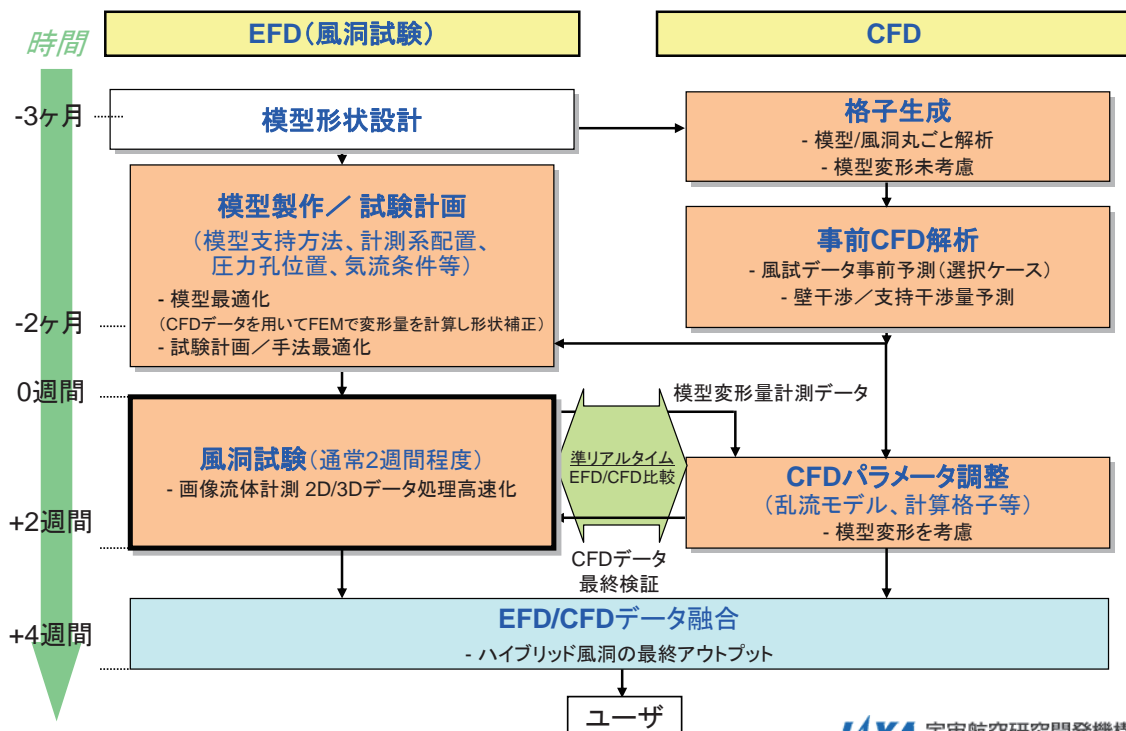 EFD(風洞試験)
CFD
時間
-3ヶ月
模型形状設計
格子生成
- 模型/風洞丸ごと解析
- 模型変形未考慮
模型製作／ 試験計画
（模型支持方法、計測系配置、
圧力孔位置、気流条件等）
- 模型最適化
（CFDデータを用いてFEMで変形量を計算し形状補正）
- 試験計画／手法最適化
事前CFD解析
- 風試データ事前予測（選択ケース）
- 壁干渉／支持干渉量予測
-2ヶ月
0週間
模型変形量計測データ
風洞試験（通常2週間程度）
- 画像流体計測 2D/3Dデータ処理高速化
準リアルタイム
EFD/CFD比較
CFDパラメータ調整
（乱流モデル、計算格子等）
- 模型変形を考慮
+2週間
CFDデータ
最終検証
EFD/CFDデータ融合
- ハイブリッド風洞の最終アウトプット
+4週間
ユーザ